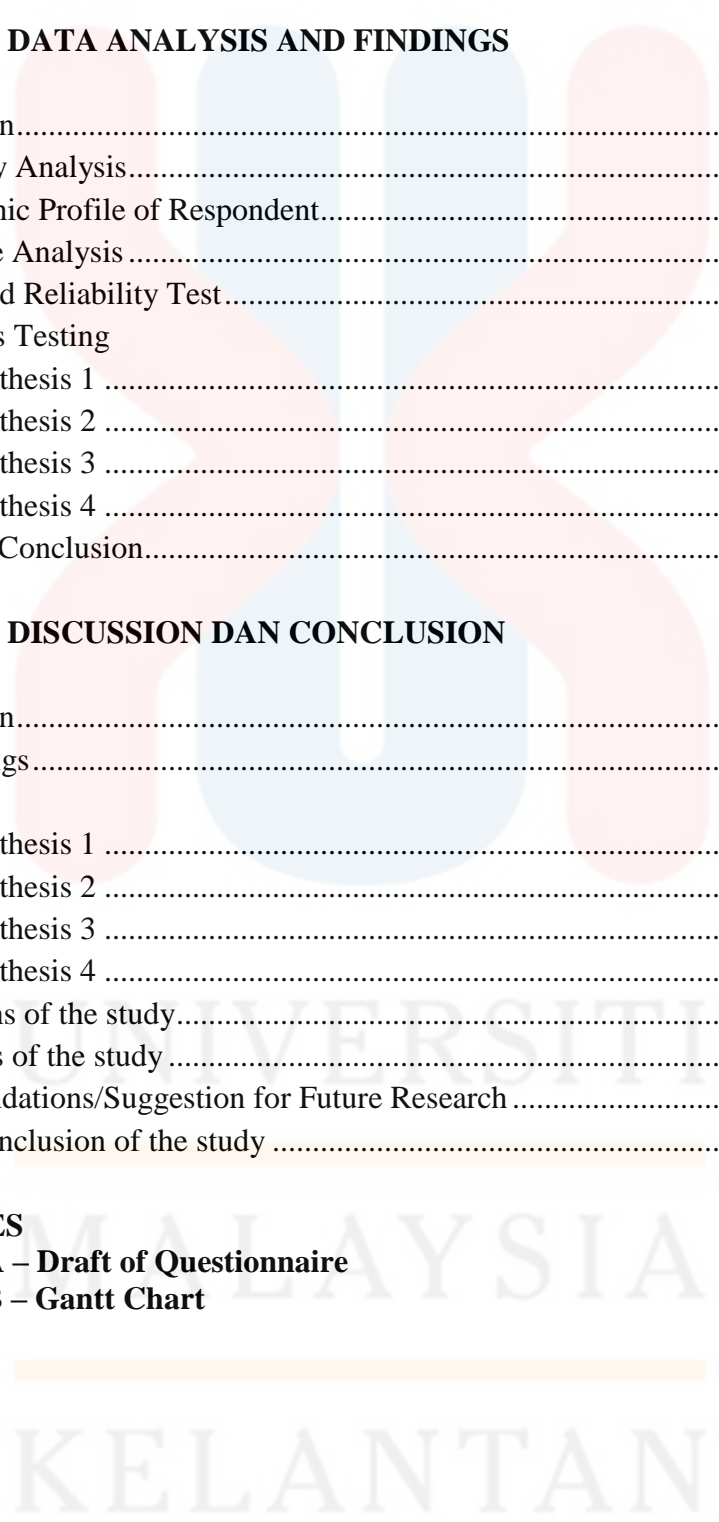 DATA ANALYSIS AND FINDINGS
n..........................................................................................
y Analysis..........................................................................
nic Profile of Respondent..................................................
e Analysis ..........................................................................
d Reliability Test..............................................................
s Testing
thesis 1 .............................................................................
thesis 2 .............................................................................
thesis 3 .............................................................................
thesis 4 .............................................................................
Conclusion........................................................................
DISCUSSION DAN CONCLUSION
n..........................................................................................
gs.......................................................................................
thesis 1 .............................................................................
thesis 2 .............................................................................
thesis 3 .............................................................................
thesis 4 .............................................................................
ns of the study....................................................................
s of the study .....................................................................
dations/Suggestion for Future Research ..........................
nclusion of the study ........................................................
ES
A – Draft of Questionnaire
B – Gantt Chart
UNIVERSITI
MALAYSIA
KELANTAN